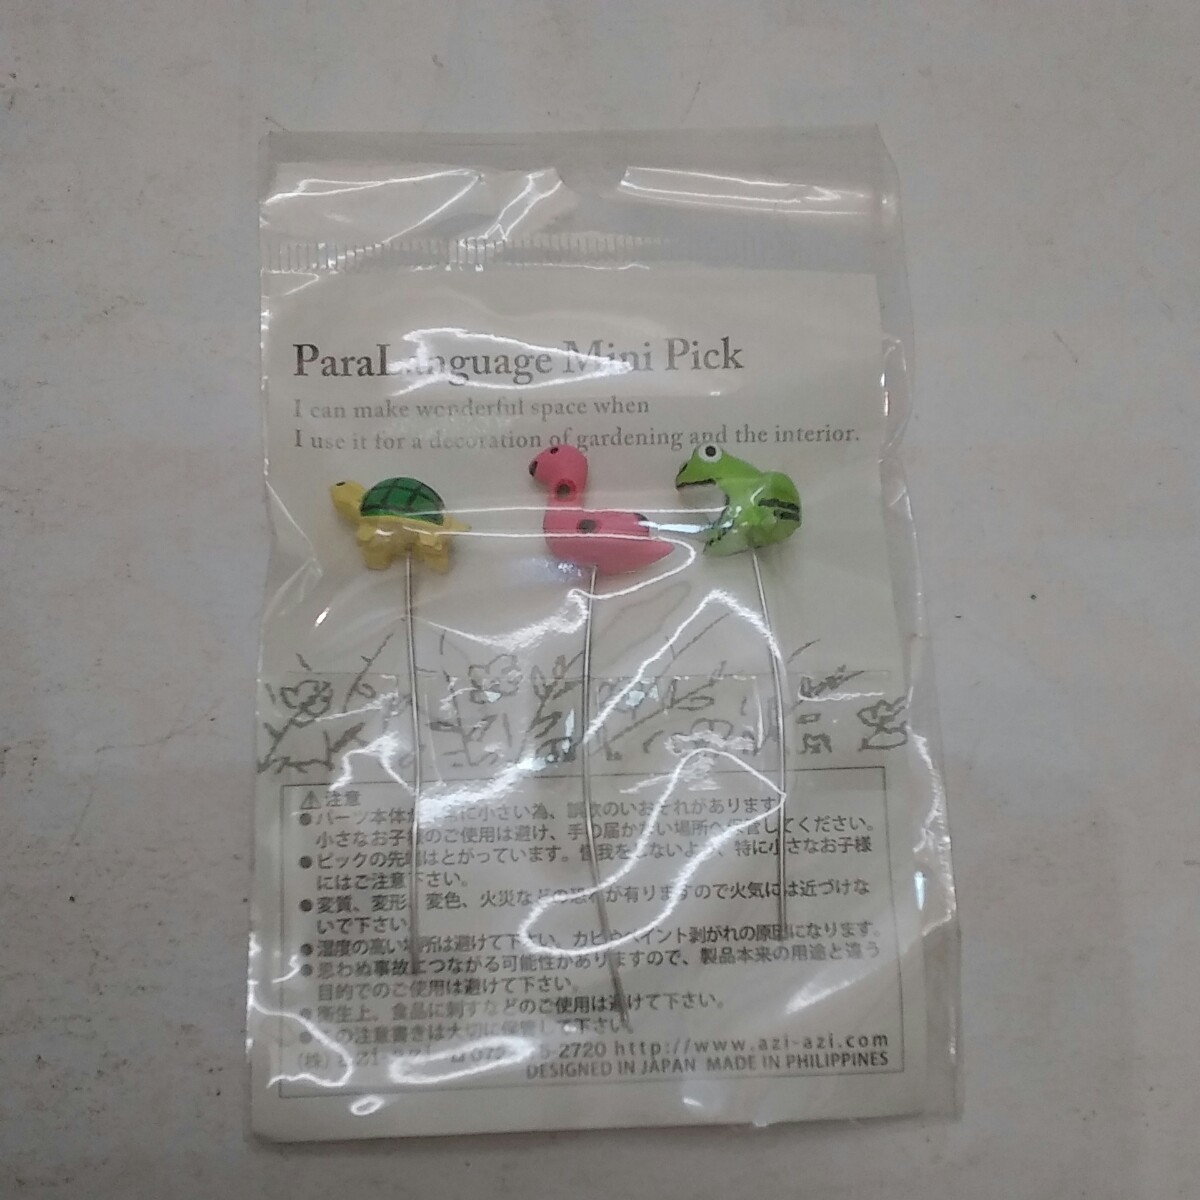 ParaLanguage Mini Pick
I can make wonderful space when
I use it for a decoration of gardening and the interior.
⚠注意
●パーツ本体が非常に小さい為、誤飲のおそれがあります。
小さなお子様のご使用は避け、手の届かない場所へ保管してください。
●ピックの先端はとがっています。怪我をしないよう、特に小さなお子様
にはご注意下さい。
●変質、変形、変色、火災などの恐れが有りますので火気には近づけな
いで下さい。
●湿度の高い場所は避けて下さい。カビやペイント剥がれの原因になります。
●思わぬ事故につながる可能性がありますので、製品本来の用途と違う
目的でのご使用は避けて下さい。
●衛生上、食品に刺すなどのご使用は避けて下さい。
●この注意書きは大切に保管して下さい。
(株) azi-azi http://www.azi-azi.com
DESIGNED IN JAPAN MADE IN PHILIPPINES